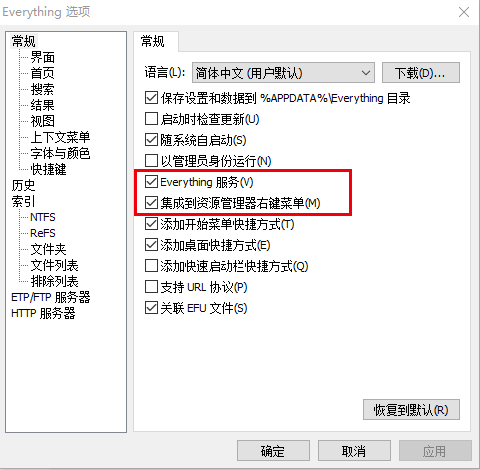 Everything 选项
常规
界面
首页
搜索
结果
视图
上下文菜单
字体与颜色
快捷键
历史
索引
NTFS
ReFS
文件夹
文件列表
排除列表
ETP/FTP 服务器
HTTP 服务器
常规
语言(L): 简体中文 (用户默认) 下载(D)...
保存设置和数据到 %APPDATA%\Everything 目录
启动时检查更新(U)
随系统自启动(S)
以管理员身份运行(N)
Everything 服务(V)
集成到资源管理器右键菜单(M)
添加开始菜单快捷方式(T)
添加桌面快捷方式(E)
添加快速启动栏快捷方式(Q)
支持 URL 协议(P)
关联 EFU 文件(S)
恢复到默认(R)
确定 取消 应用